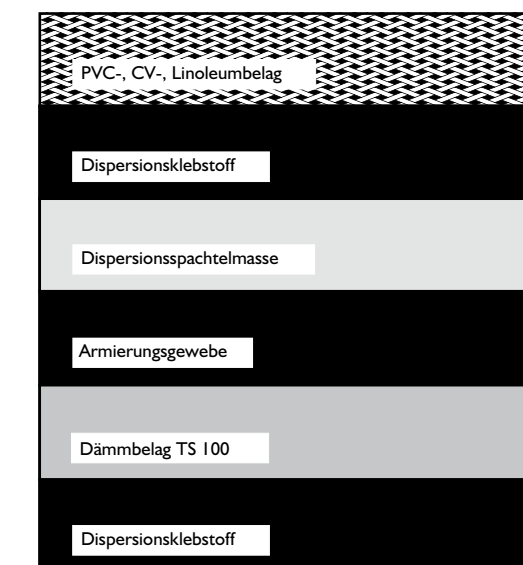 PVC-, CV-, Linoleumbelag
Dispersionsklebstoff
Dispersionsspachtelmasse
Armierungsgewebe
Dämmbelag TS 100
Dispersionsklebstoff